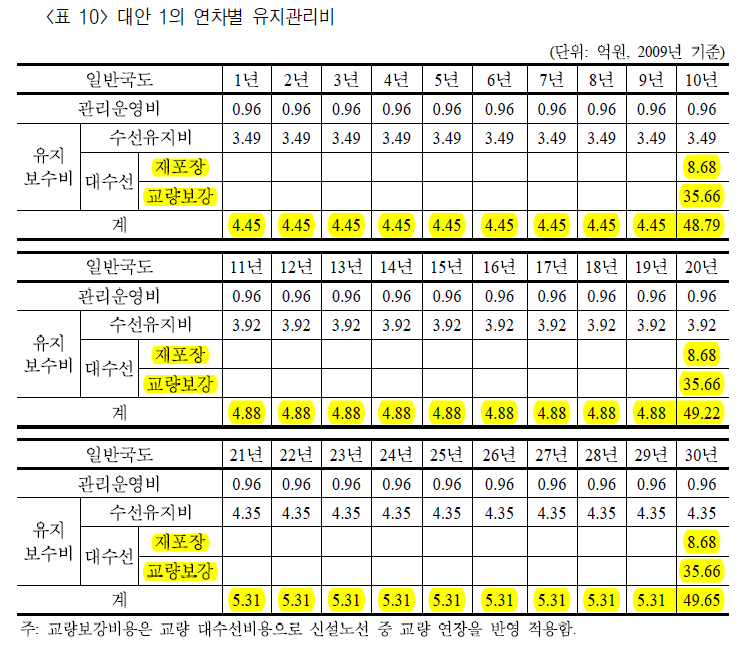 <표 10> 대안 1의 연차별 유지관리비
(단위: 억원, 2009년 기준)
일반국도 1년 2년 3년 4년 5년 6년 7년 8년 9년 10년
관리운영비 0.96 0.96 0.96 0.96 0.96 0.96 0.96 0.96 0.96 0.96
유지보수비 수선유지비 3.49 3.49 3.49 3.49 3.49 3.49 3.49 3.49 3.49 3.49
대수선 재포장 8.68
교량보강 35.66
계 4.45 4.45 4.45 4.45 4.45 4.45 4.45 4.45 4.45 48.79
일반국도 11년 12년 13년 14년 15년 16년 17년 18년 19년 20년
관리운영비 0.96 0.96 0.96 0.96 0.96 0.96 0.96 0.96 0.96 0.96
유지보수비 수선유지비 3.92 3.92 3.92 3.92 3.92 3.92 3.92 3.92 3.92 3.92
대수선 재포장 8.68
교량보강 35.66
계 4.88 4.88 4.88 4.88 4.88 4.88 4.88 4.88 4.88 49.22
일반국도 21년 22년 23년 24년 25년 26년 27년 28년 29년 30년
관리운영비 0.96 0.96 0.96 0.96 0.96 0.96 0.96 0.96 0.96 0.96
유지보수비 수선유지비 4.35 4.35 4.35 4.35 4.35 4.35 4.35 4.35 4.35 4.35
대수선 재포장 8.68
교량보강 35.66
계 5.31 5.31 5.31 5.31 5.31 5.31 5.31 5.31 5.31 49.65
주: 교량보강비용은 교량 대수선비용으로 신설노선 중 교량 연장을 반영 적용함.